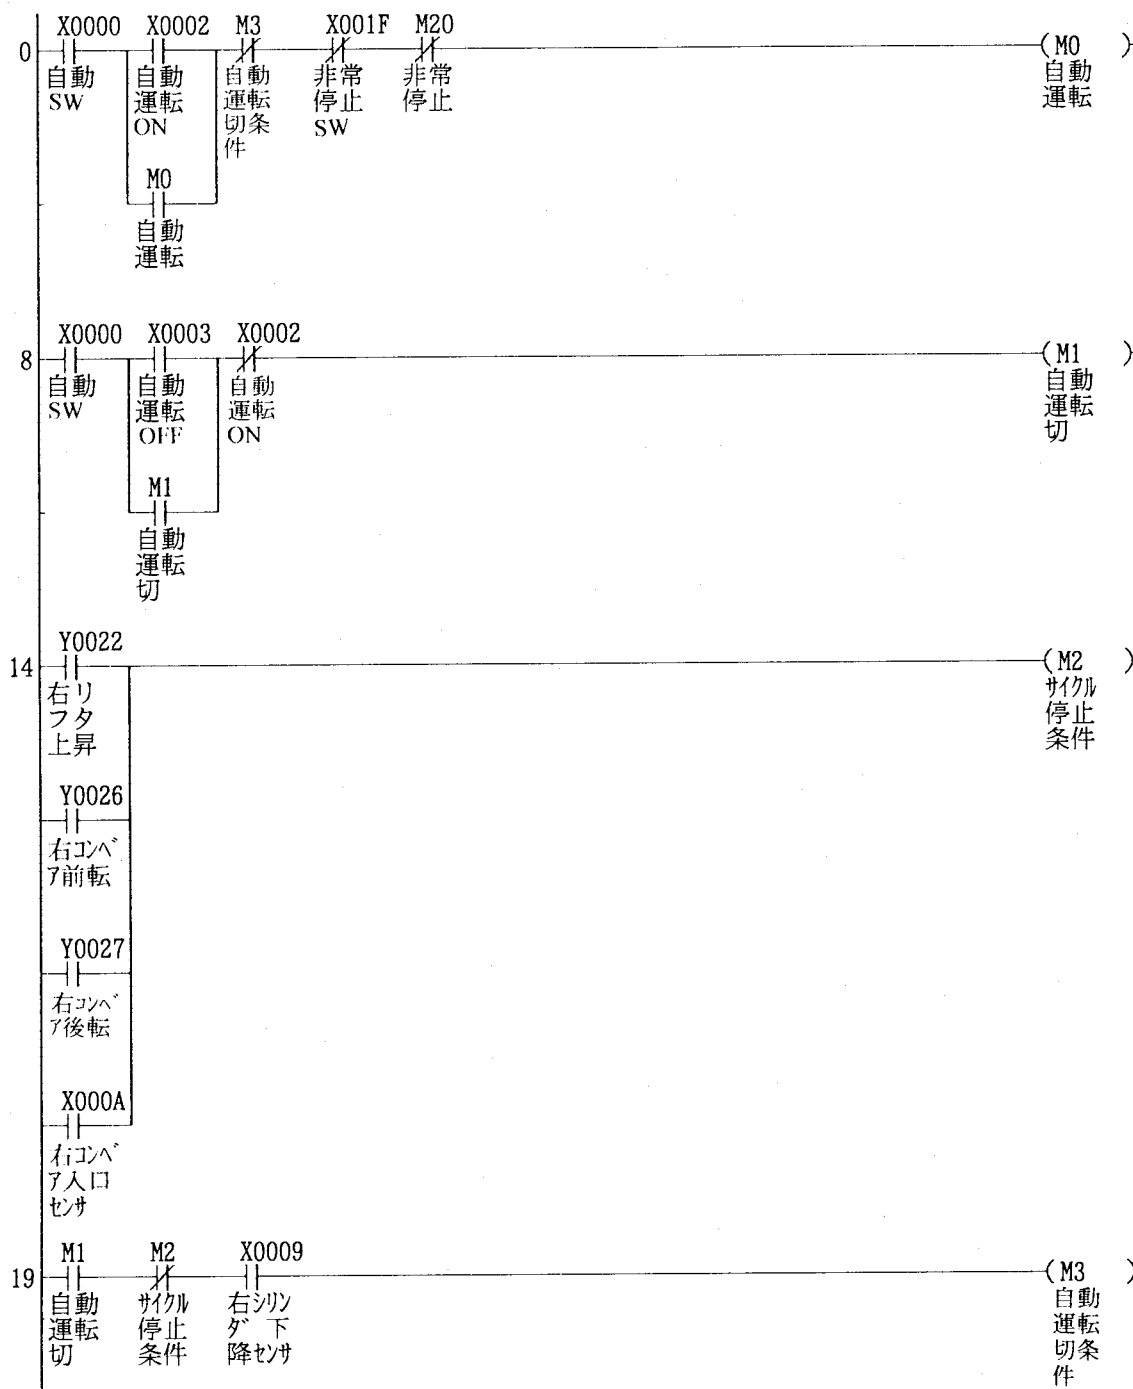 X0000 X0002 M3 X001F M20
0 (M0 )
自動 自動 自動 非常 非常 自動
SW 運転 運転 停止 停止 運転
ON 切条 SW
件
M0
自動
運転
X0000 X0003 X0002
8 (M1 )
自動 自動 自動 自動
SW 運転 運転 運転
OFF ON 切
M1
自動
運転
切
Y0022
14 (M2 )
右リ ｻｲｸﾙ
フタ 停止
上昇 条件
Y0026
右ｺﾝﾍﾞ
ｱ前転
Y0027
右ｺﾝﾍﾞ
ｱ後転
X000A
右ｺﾝﾍﾞ
ｱ入口
ｾﾝｻ
M1 M2 X0009
19 (M3 )
自動 ｻｲｸﾙ 右ｼﾘﾝ 自動
運転 停止 ﾀﾞ 下 運転
切 条件 降ｾﾝｻ 切条
件